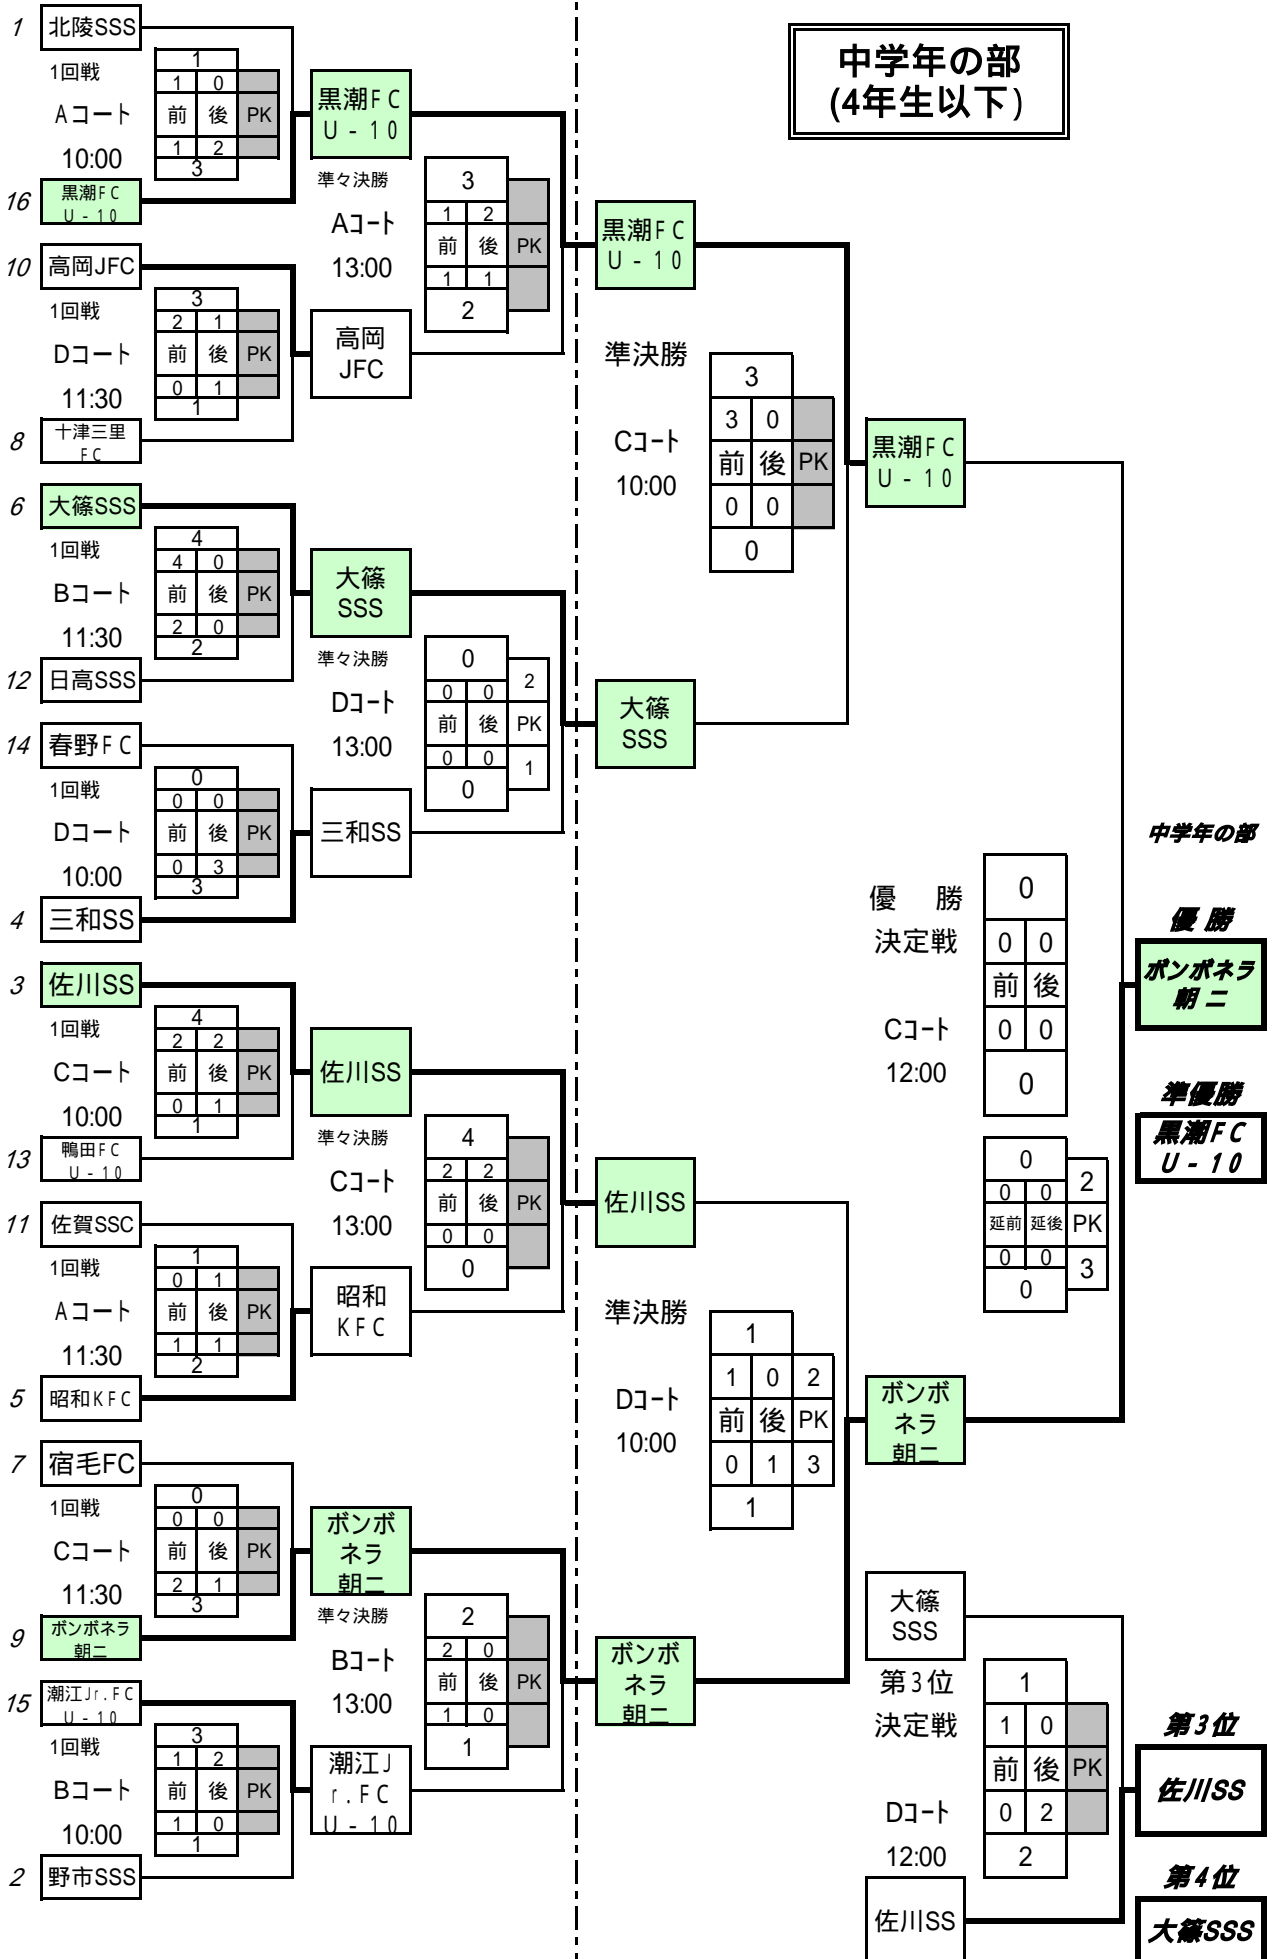 中学年の部
(4年生以下)
1
北陵SSS
1回戦
Aコート
10:00
1
1 0
前 後 PK
1 2
3
16
黒潮FC
U-10
10
高岡JFC
1回戦
Dコート
11:30
3
2 1
前 後 PK
0 1
1
8
十津三里
FC
6
大篠SSS
1回戦
Bコート
11:30
4
4 0
前 後 PK
2 0
2
12
日高SSS
14
春野FC
1回戦
Dコート
10:00
0
0 0
前 後 PK
0 3
3
4
三和SS
3
佐川SS
1回戦
Cコート
10:00
4
2 2
前 後 PK
0 1
1
13
鴨田FC
U-10
11
佐賀SSC
1回戦
Aコート
11:30
1
0 1
前 後 PK
1 1
2
5
昭和KFC
7
宿毛FC
1回戦
Cコート
11:30
0
0 0
前 後 PK
2 1
3
9
ボンボネラ
朝二
15
潮江Jr.FC
U-10
1回戦
Bコート
10:00
3
1 2
前 後 PK
1 0
1
2
野市SSS
黒潮FC
U-10
準々決勝
Aコート
13:00
3
1 2
前 後 PK
1 1
2
高岡
JFC
大篠
SSS
準々決勝
Dコート
13:00
0
0 0 2
前 後 PK
0 0 1
0
三和SS
佐川SS
準々決勝
Cコート
13:00
4
2 2
前 後 PK
0 0
0
昭和
KFC
ボンボ
ネラ
朝二
準々決勝
Bコート
13:00
2
2 0
前 後 PK
1 0
1
潮江J
r.FC
U-10
黒潮FC
U-10
準決勝
Cコート
10:00
3
3 0
前 後 PK
0 0
0
大篠
SSS
佐川SS
準決勝
Dコート
10:00
1
1 0 2
前 後 PK
0 1 3
1
ボンボ
ネラ
朝二
黒潮FC
U-10
優 勝
決定戦
Cコート
12:00
0
0 0
前 後
0 0
0
0
0 0 2
延前 延後 PK
0 0 3
0
ボンボ
ネラ
朝二
大篠
SSS
第3位
決定戦
Dコート
12:00
1
1 0
前 後 PK
0 2
2
佐川SS
中学年の部
優 勝
ボンボネラ
朝二
準優勝
黒潮FC
U-10
第3位
佐川SS
第4位
大篠SSS